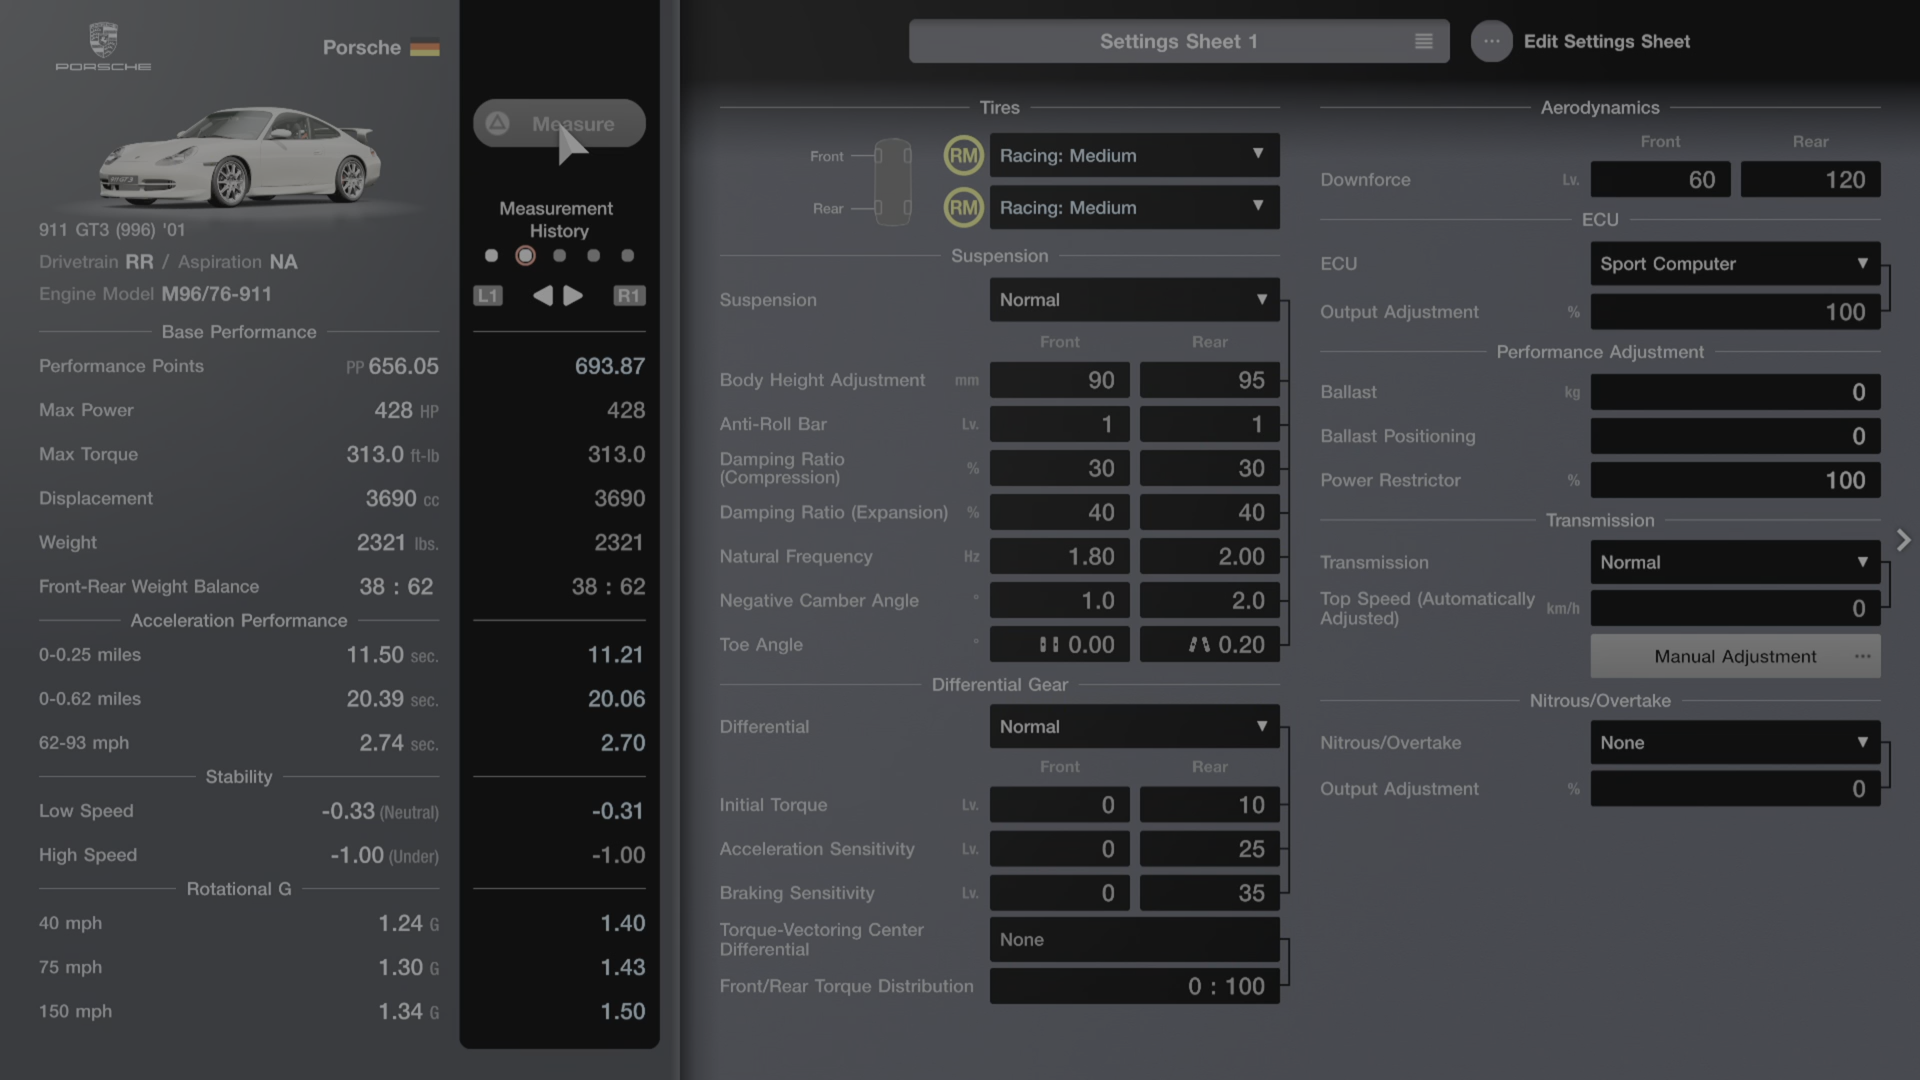 PORSCHE
Porsche
911 GT3 (996) '01
Drivetrain RR / Aspiration NA
Engine Model M96/76-911
Base Performance
Performance Points PP 656.05 693.87
Max Power 428 HP 428
Max Torque 313.0 ft-lb 313.0
Displacement 3690 cc 3690
Weight 2321 lbs. 2321
Front-Rear Weight Balance 38 : 62 38 : 62
Acceleration Performance
0-0.25 miles 11.50 sec. 11.21
0-0.62 miles 20.39 sec. 20.06
62-93 mph 2.74 sec. 2.70
Stability
Low Speed -0.33 (Neutral) -0.31
High Speed -1.00 (Under) -1.00
Rotational G
40 mph 1.24 G 1.40
75 mph 1.30 G 1.43
150 mph 1.34 G 1.50
Measure
Measurement
History
L1 R1
Settings Sheet 1
Edit Settings Sheet
Tires
Front RM Racing: Medium
Rear RM Racing: Medium
Suspension
Suspension Normal
Front Rear
Body Height Adjustment mm 90 95
Anti-Roll Bar Lv. 1 1
Damping Ratio
(Compression) % 30 30
Damping Ratio (Expansion) % 40 40
Natural Frequency Hz 1.80 2.00
Negative Camber Angle ° 1.0 2.0
Toe Angle ° 0.00 0.20
Differential Gear
Differential Normal
Front Rear
Initial Torque Lv. 0 10
Acceleration Sensitivity Lv. 0 25
Braking Sensitivity Lv. 0 35
Torque-Vectoring Center
Differential None
Front/Rear Torque Distribution 0 : 100
Aerodynamics
Front Rear
Downforce Lv. 60 120
ECU
ECU Sport Computer
Output Adjustment % 100
Performance Adjustment
Ballast kg 0
Ballast Positioning 0
Power Restrictor % 100
Transmission
Transmission Normal
Top Speed (Automatically
Adjusted) km/h 0
Manual Adjustment
Nitrous/Overtake
Nitrous/Overtake None
Output Adjustment % 0